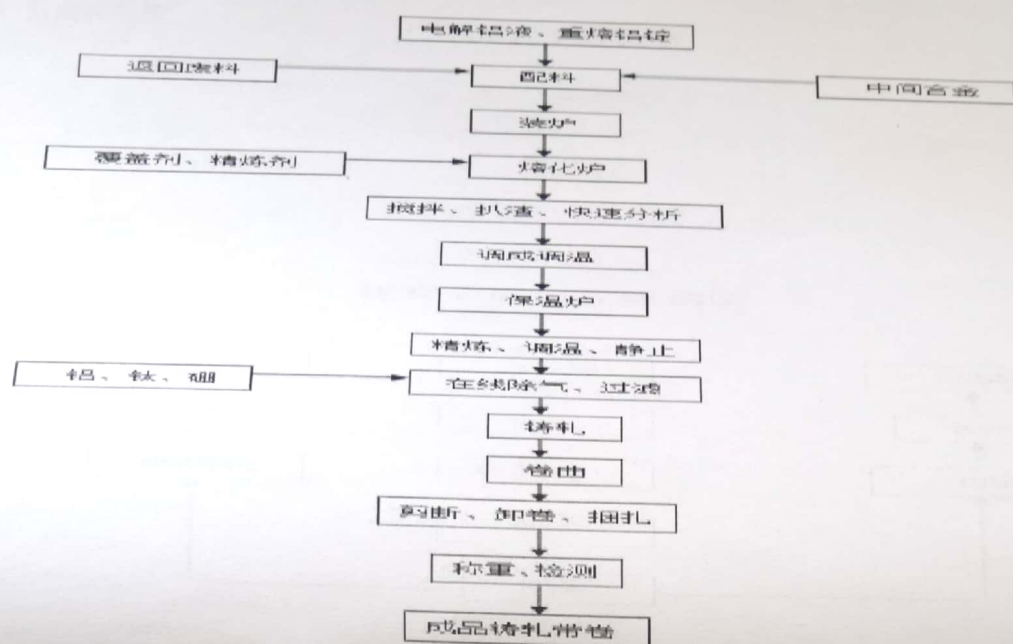 电解铝液、重熔铝锭
返回废料
配料
中间合金
装炉
覆盖剂、精炼剂
熔化炉
搅拌、扒渣、快速分析
调成调温
保温炉
精炼、调温、静止
铝、钛、硼
在线除气、过滤
铸轧
卷曲
剪断、卸卷、捆扎
称重、检测
成品铸轧带卷